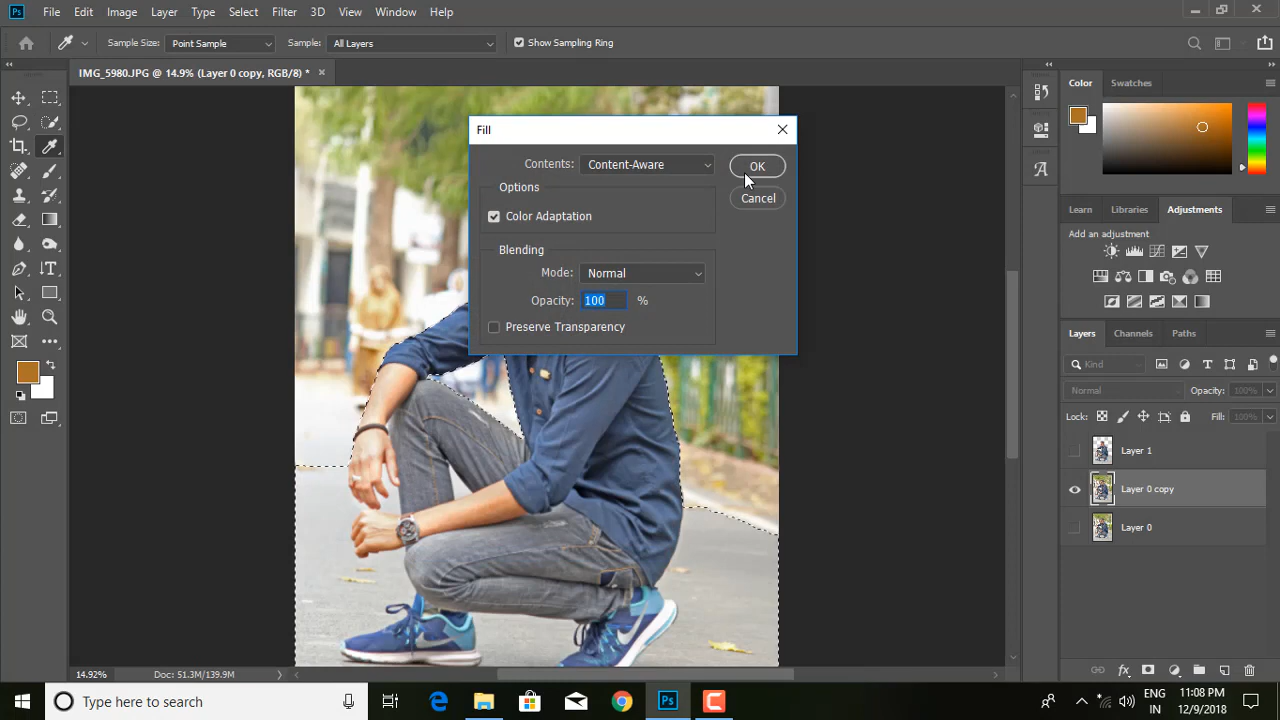 Ps File Edit Image Layer Type Select Filter 3D View Window Help
Sample Size: Point Sample Sample: All Layers Show Sampling Ring
IMG_5980.JPG @ 14.9% (Layer 0 copy, RGB/8) *
Color Swatches
Fill
Contents: Content-Aware OK
Options
Cancel
Color Adaptation
Learn Libraries Adjustments
Add an adjustment
Blending
Mode: Normal
Opacity: 100 %
Preserve Transparency
Layers Channels Paths
Kind
Normal Opacity: 100%
Lock: Fill: 100%
Layer 1
Layer 0 copy
Layer 0
14.92% Doc: 51.3M/139.9M
Type here to search
Ps
ENG 11:08 PM
IN 12/9/2018